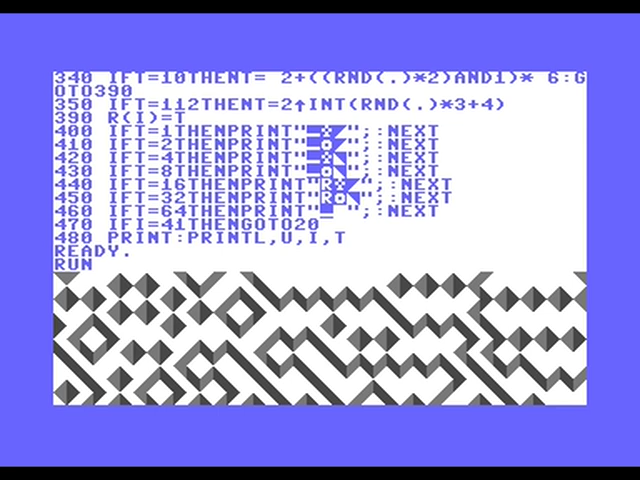 340 IFT=10THENT= 2+((RND(.)*2)AND1)* 6:G
OTO390
350 IFT=112THENT=2↑INT(RND(.)*3+4)
390 R(I)=T
400 IFT=1THENPRINT" ";:NEXT
410 IFT=2THENPRINT" ";:NEXT
420 IFT=4THENPRINT" ";:NEXT
430 IFT=8THENPRINT" ";:NEXT
440 IFT=16THENPRINT"R ";:NEXT
450 IFT=32THENPRINT"RO ";:NEXT
460 IFT=64THENPRINT" ";:NEXT
470 IFI=41THENGOTO20
480 PRINT:PRINTL,U,I,T
READY.
RUN